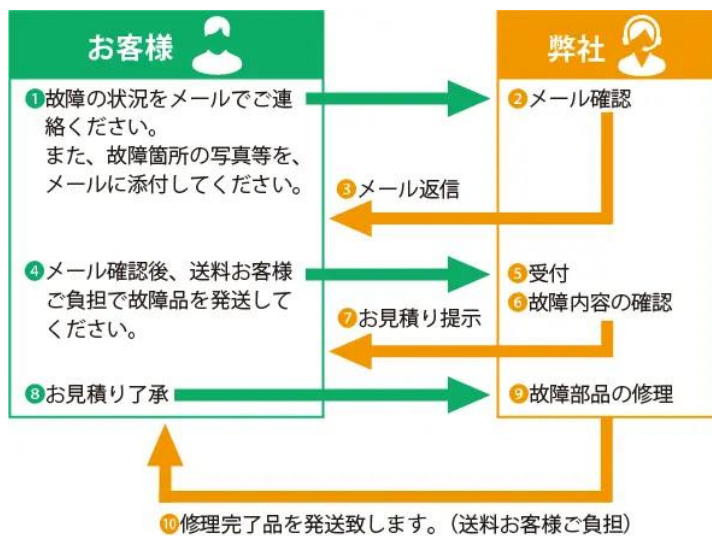 お客様
弊社
❶故障の状況をメールでご連
絡ください。
また、故障箇所の写真等を、
メールに添付してください。
❷メール確認
❸メール返信
❹メール確認後、送料お客様
ご負担で故障品を発送して
ください。
❺受付
❻故障内容の確認
❼お見積り提示
❽お見積り了承
❾故障部品の修理
❿修理完了品を発送致します。(送料お客様ご負担)